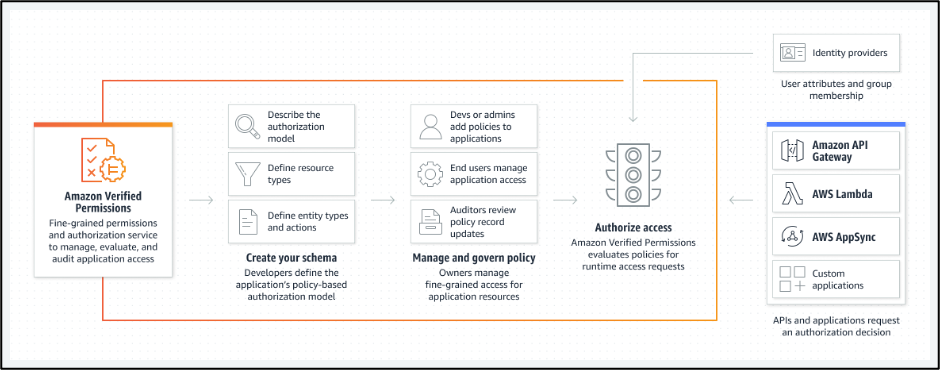 Amazon Verified
Permissions
Fine-grained permissions
and authorization service
to manage, evaluate, and
audit application access
Describe the
authorization
model
Define resource
types
Define entity types
and actions
Create your schema
Developers define the
application's policy-based
authorization model
Devs or admins
add policies to
applications
End users manage
application access
Auditors review
policy record
updates
Manage and govern policy
Owners manage
fine-grained access for
application resources
Authorize access
Amazon Verified Permissions
evaluates policies for
runtime access requests
Identity providers
User attributes and group
membership
Amazon API
Gateway
AWS Lambda
AWS AppSync
Custom
applications
APIs and applications request
an authorization decision